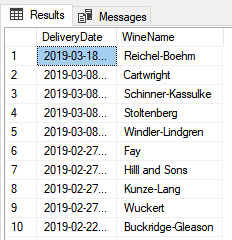 Results Messages
DeliveryDate WineName
1 2019-03-18... Reichel-Boehm
2 2019-03-08... Cartwright
3 2019-03-08... Schinner-Kassulke
4 2019-03-08... Stoltenberg
5 2019-03-08... Windler-Lindgren
6 2019-02-27... Fay
7 2019-02-27... Hilll and Sons
8 2019-02-27... Kunze-Lang
9 2019-02-27... Wuckert
10 2019-02-22... Buckridge-Gleason